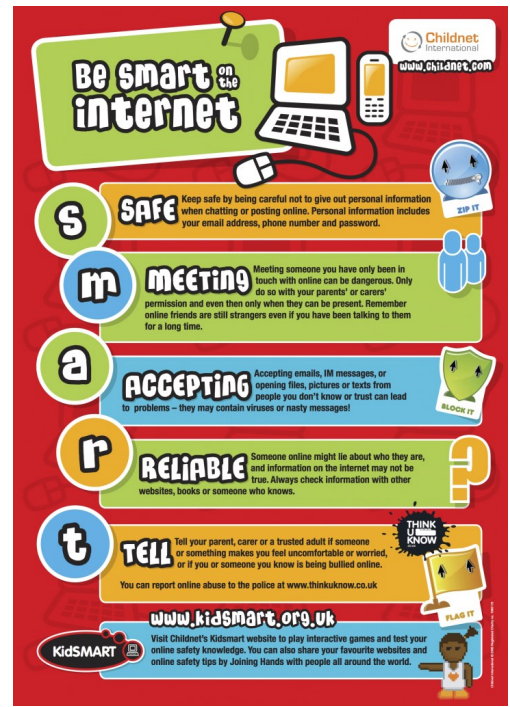 Be smart on the
internet
Childnet
International
www.childnet.com
ZIP IT
s
SAFE
Keep safe by being careful not to give out personal information
when chatting or posting online. Personal information includes
your email address, phone number and password.
m
MEETING
Meeting someone you have only been in
touch with online can be dangerous. Only
do so with your parents' or carers'
permission and even then only when they can be present. Remember
online friends are still strangers even if you have been talking to them
for a long time.
a
ACCEPTING
Accepting emails, IM messages, or
opening files, pictures or texts from
people you don't know or trust can lead
to problems – they may contain viruses or nasty messages!
BLOCK IT
r
RELIABLE
Someone online might lie about who they are,
and information on the internet may not be
true. Always check information with other
websites, books or someone who knows.
?
t
TELL
Tell your parent, carer or a trusted adult if someone
or something makes you feel uncomfortable or worried,
or if you or someone you know is being bullied online.
You can report online abuse to the police at www.thinkuknow.co.uk
THINK
U
KNOW
FLAG IT
www.kidsmart.org.uk
KidSMART
Visit Childnet's Kidsmart website to play interactive games and test your
online safety knowledge. You can also share your favourite websites and
online safety tips by Joining Hands with people all around the world.